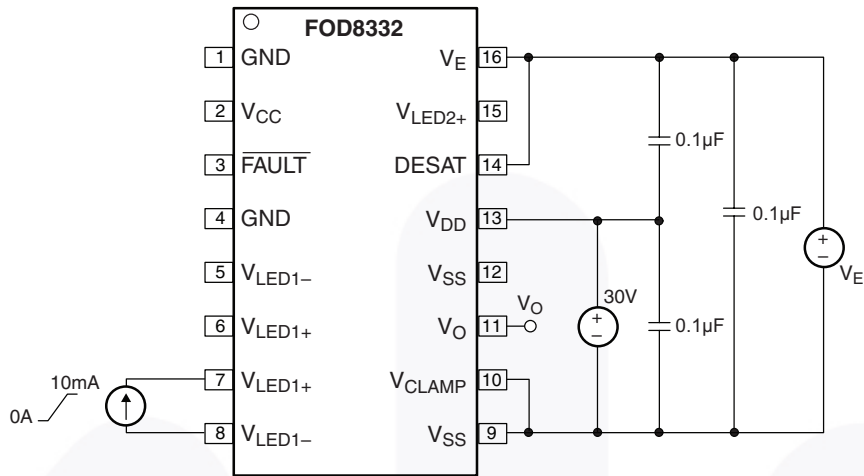 FOD8332
1 GND
2 VCC
3 FAULT
4 GND
5 VLED1–
6 VLED1+
7 VLED1+
8 VLED1–
VE 16
VLED2+ 15
DESAT 14
VDD 13
VSS 12
VO 11
VCLAMP 10
VSS 9
10mA
0A
VO
30V
+
–
0.1µF
0.1µF
0.1µF
+
–
VE